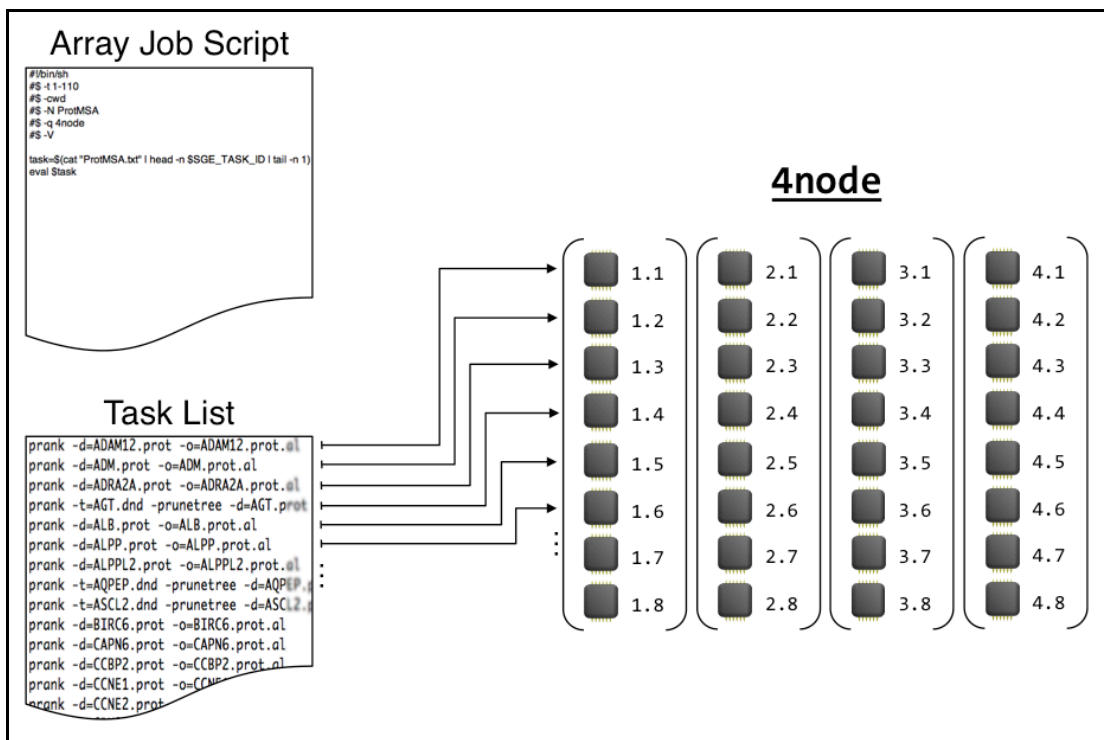 Array Job Script
#!/bin/sh
#$ -t 1-110
#$ -cwd
#$ -N ProtMSA
#$ -q 4node
#$ -V
task=$(cat "ProtMSA.txt" | head -n $SGE_TASK_ID | tail -n 1)
eval $task
Task List
prank -d=ADAM12.prot -o=ADAM12.prot.al
prank -d=ADM.prot -o=ADM.prot.al
prank -d=ADRA2A.prot -o=ADRA2A.prot.al
prank -t=AGT.dnd -prunetree -d=AGT.prot
prank -d=ALB.prot -o=ALB.prot.al
prank -d=ALPP.prot -o=ALPP.prot.al
prank -d=ALPPL2.prot -o=ALPPL2.prot.al
prank -t=AQPEP.dnd -prunetree -d=AQPEP.
prank -t=ASCL2.dnd -prunetree -d=ASCL2.
prank -d=BIRC6.prot -o=BIRC6.prot.al
prank -d=CAPN6.prot -o=CAPN6.prot.al
prank -d=CCBP2.prot -o=CCBP2.prot.al
prank -d=CCNE1.prot
prank -d=CCNE2.prot
4node
1.1 2.1 3.1 4.1
1.2 2.2 3.2 4.2
1.3 2.3 3.3 4.3
1.4 2.4 3.4 4.4
1.5 2.5 3.5 4.5
1.6 2.6 3.6 4.6
1.7 2.7 3.7 4.7
1.8 2.8 3.8 4.8